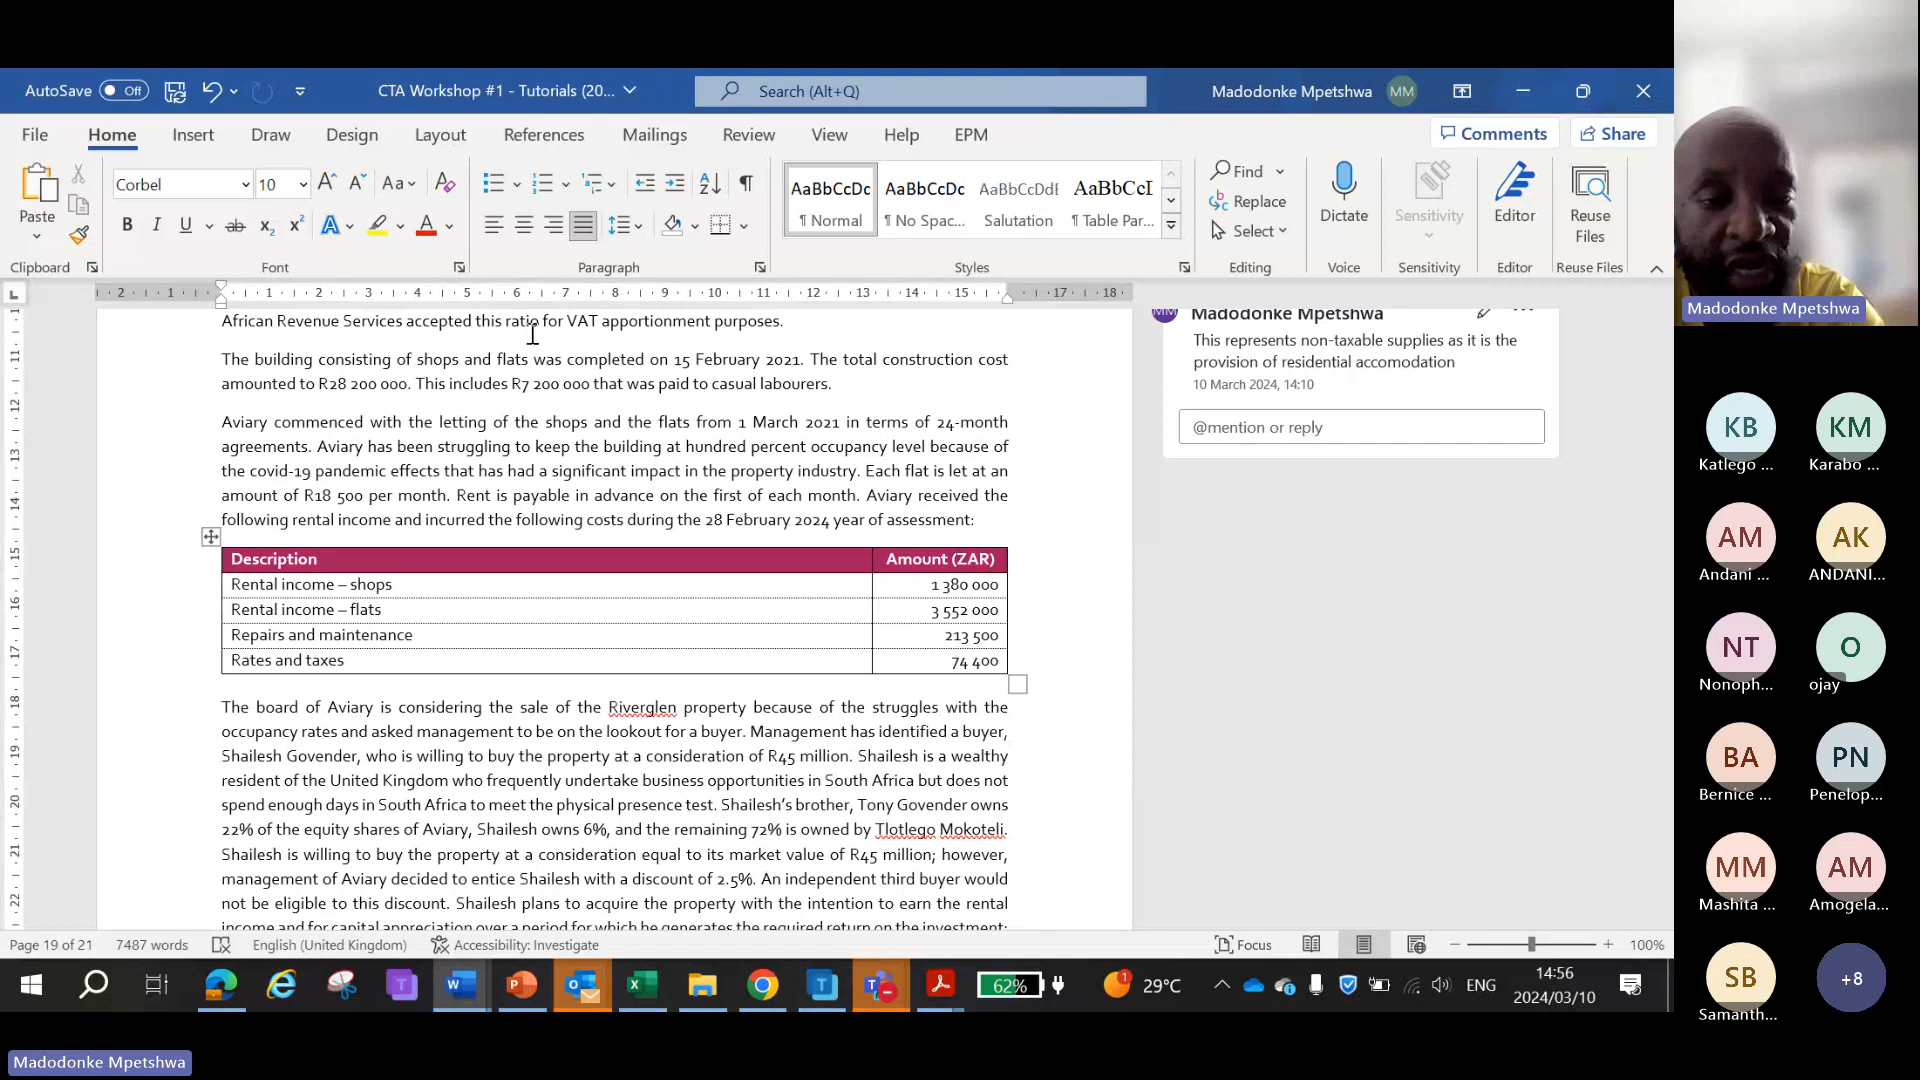 AutoSave Off
CTA Workshop #1 - Tutorials (20...
Search (Alt+Q)
Madodonke Mpetshwa MM
File Home Insert Draw Design Layout References Mailings Review View Help EPM
Comments Share
Paste
Clipboard
Corbel 10
Font
Paragraph
AaBbCcDc AaBbCcDc AaBbCcDdE AaBbCcI
¶ Normal ¶ No Spac... Salutation ¶ Table Par...
Styles
Find
Replace
Select
Editing
Dictate
Voice
Sensitivity
Sensitivity
Editor
Editor
Reuse
Files
Reuse Files
African Revenue Services accepted this ratio for VAT apportionment purposes.
The building consisting of shops and flats was completed on 15 February 2021. The total construction cost
amounted to R28 200 000. This includes R7 200 000 that was paid to casual labourers.
Aviary commenced with the letting of the shops and the flats from 1 March 2021 in terms of 24-month
agreements. Aviary has been struggling to keep the building at hundred percent occupancy level because of
the covid-19 pandemic effects that has had a significant impact in the property industry. Each flat is let at an
amount of R18 500 per month. Rent is payable in advance on the first of each month. Aviary received the
following rental income and incurred the following costs during the 28 February 2024 year of assessment:
Description Amount (ZAR)
Rental income – shops 1 380 000
Rental income – flats 3 552 000
Repairs and maintenance 213 500
Rates and taxes 74 400
The board of Aviary is considering the sale of the Riverglen property because of the struggles with the
occupancy rates and asked management to be on the lookout for a buyer. Management has identified a buyer,
Shailesh Govender, who is willing to buy the property at a consideration of R45 million. Shailesh is a wealthy
resident of the United Kingdom who frequently undertake business opportunities in South Africa but does not
spend enough days in South Africa to meet the physical presence test. Shailesh's brother, Tony Govender owns
22% of the equity shares of Aviary, Shailesh owns 6%, and the remaining 72% is owned by Tlotlego Mokoteli.
Shailesh is willing to buy the property at a consideration equal to its market value of R45 million; however,
management of Aviary decided to entice Shailesh with a discount of 2.5%. An independent third buyer would
not be eligible to this discount. Shailesh plans to acquire the property with the intention to earn the rental
income and for capital appreciation over a period for which he generates the required return on the investment;
Madodonke Mpetshwa
This represents non-taxable supplies as it is the
provision of residential accomodation
10 March 2024, 14:10
@mention or reply
Page 19 of 21 7487 words English (United Kingdom) Accessibility: Investigate Focus 100%
62% 29°C ENG 14:56
2024/03/10
Madodonke Mpetshwa
Madodonke Mpetshwa
KB KM
Katlego ... Karabo ...
AM AK
Andani ... ANDANI...
NT O
Nonoph... ojay
BA PN
Bernice ... Penelop...
MM AM
Mashita ... Amogela...
SB +8
Samanth...